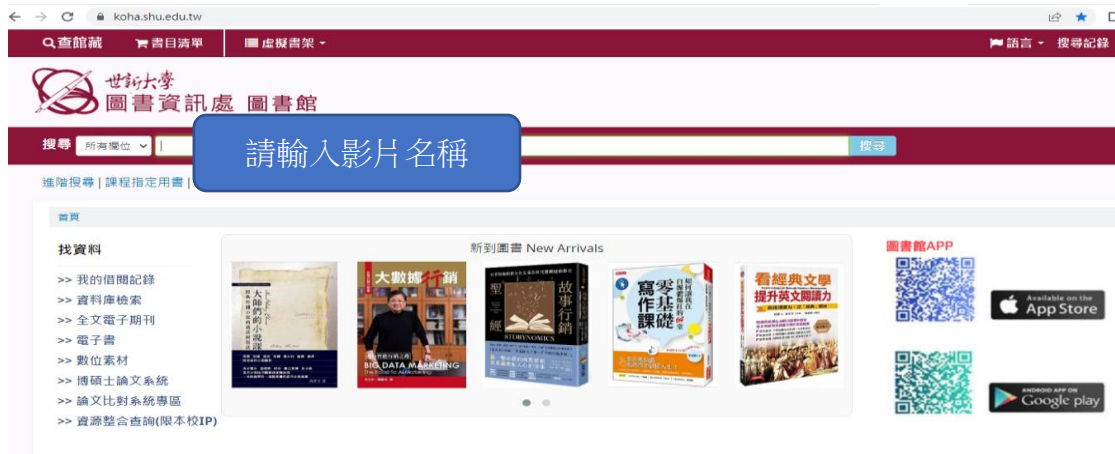 koha.shu.edu.tw
查館藏 書目清單 虛擬書架 語言 搜尋記錄
世新大學
圖書資訊處 圖書館
搜尋 所有欄位 請輸入影片名稱 搜尋
進階搜尋 | 課程指定用書 |
首頁
找資料
>> 我的借閱記錄
>> 資料庫檢索
>> 全文電子期刊
>> 電子書
>> 數位素材
>> 博碩士論文系統
>> 論文比對系統專區
>> 資源整合查詢(限本校IP)
新到圖書 New Arrivals
大師們的小說課
大數據行銷
BIG DATA MARKETING
故事行銷
聖經
STORYNOMICS
零基礎
寫作課
看經典文學
提升英文閱讀力
圖書館APP
Available on the
App Store
ANDROID APP ON
Google play